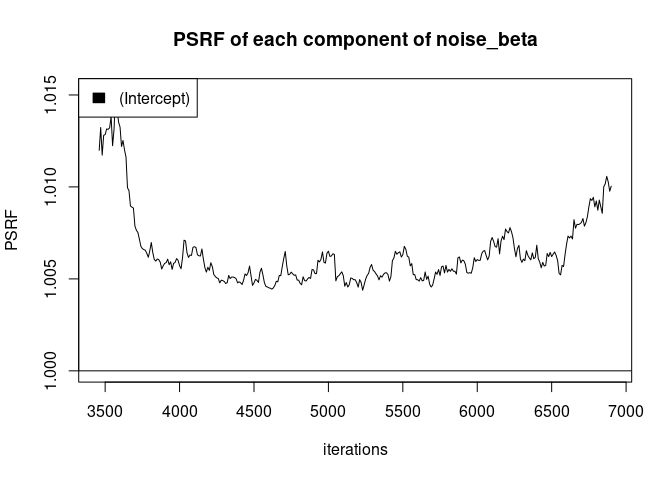 PSRF of each component of noise_beta
(Intercept)
PSRF
1.015
1.010
1.005
1.000
3500 4000 4500 5000 5500 6000 6500 7000
iterations